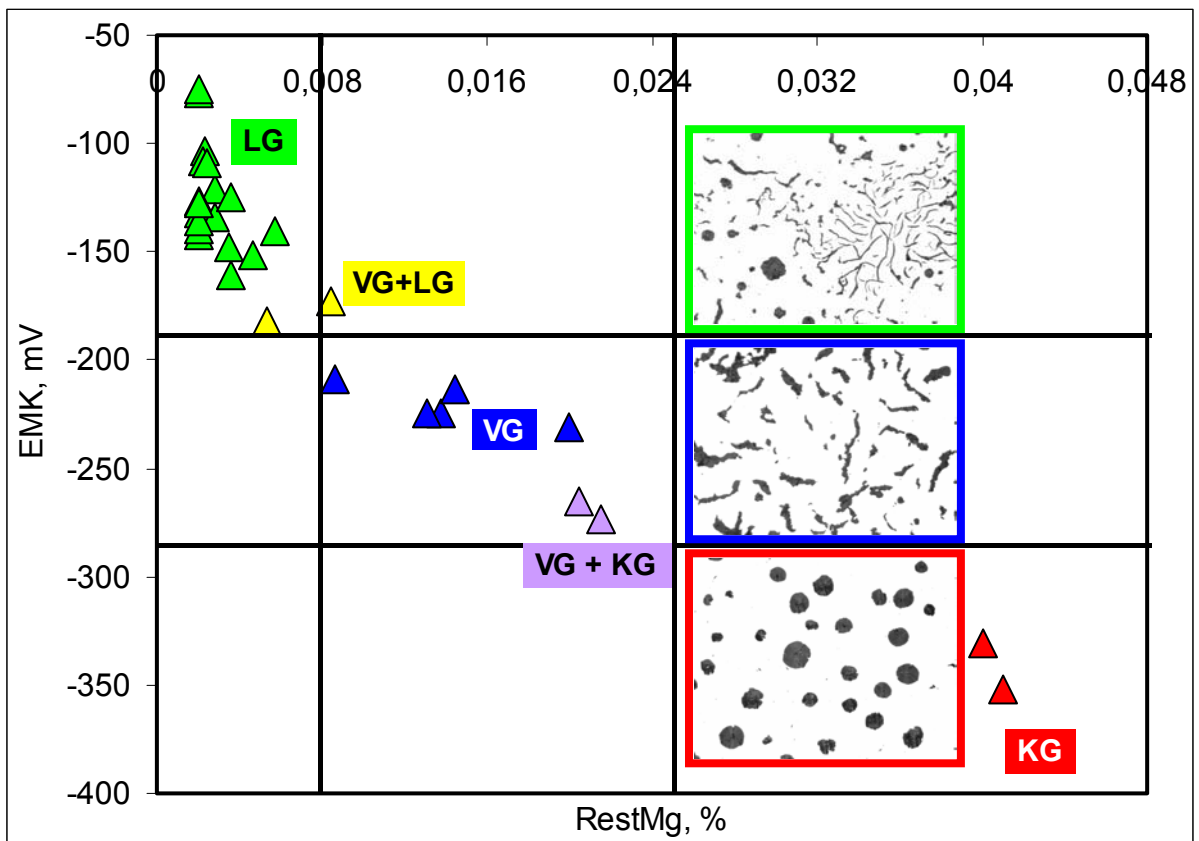 -50
0 0,008 0,016 0,024 0,032 0,04 0,048
-100
LG
-150
VG+LG
-200
VG
-250
VG + KG
-300
-350
KG
-400
EMK, mV
RestMg, %